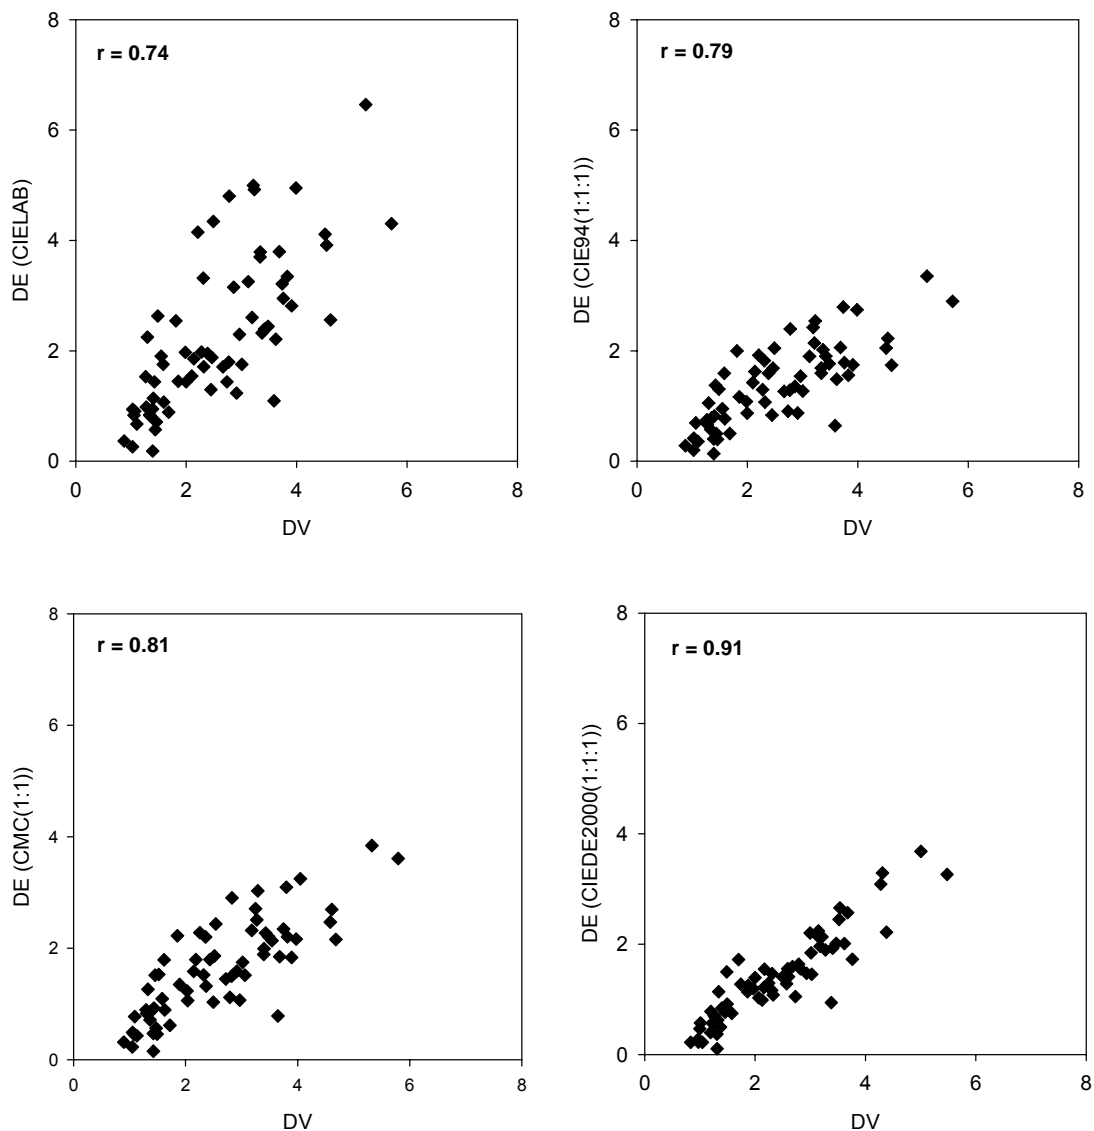 8
r = 0.74
6
DE (CIELAB)
4
2
0
0 2 4 6 8
DV
8
r = 0.79
6
DE (CIE94(1:1:1))
4
2
0
0 2 4 6 8
DV
8
r = 0.81
6
DE (CMC(1:1))
4
2
0
0 2 4 6 8
DV
8
r = 0.91
6
DE (CIEDE2000(1:1:1))
4
2
0
0 2 4 6 8
DV